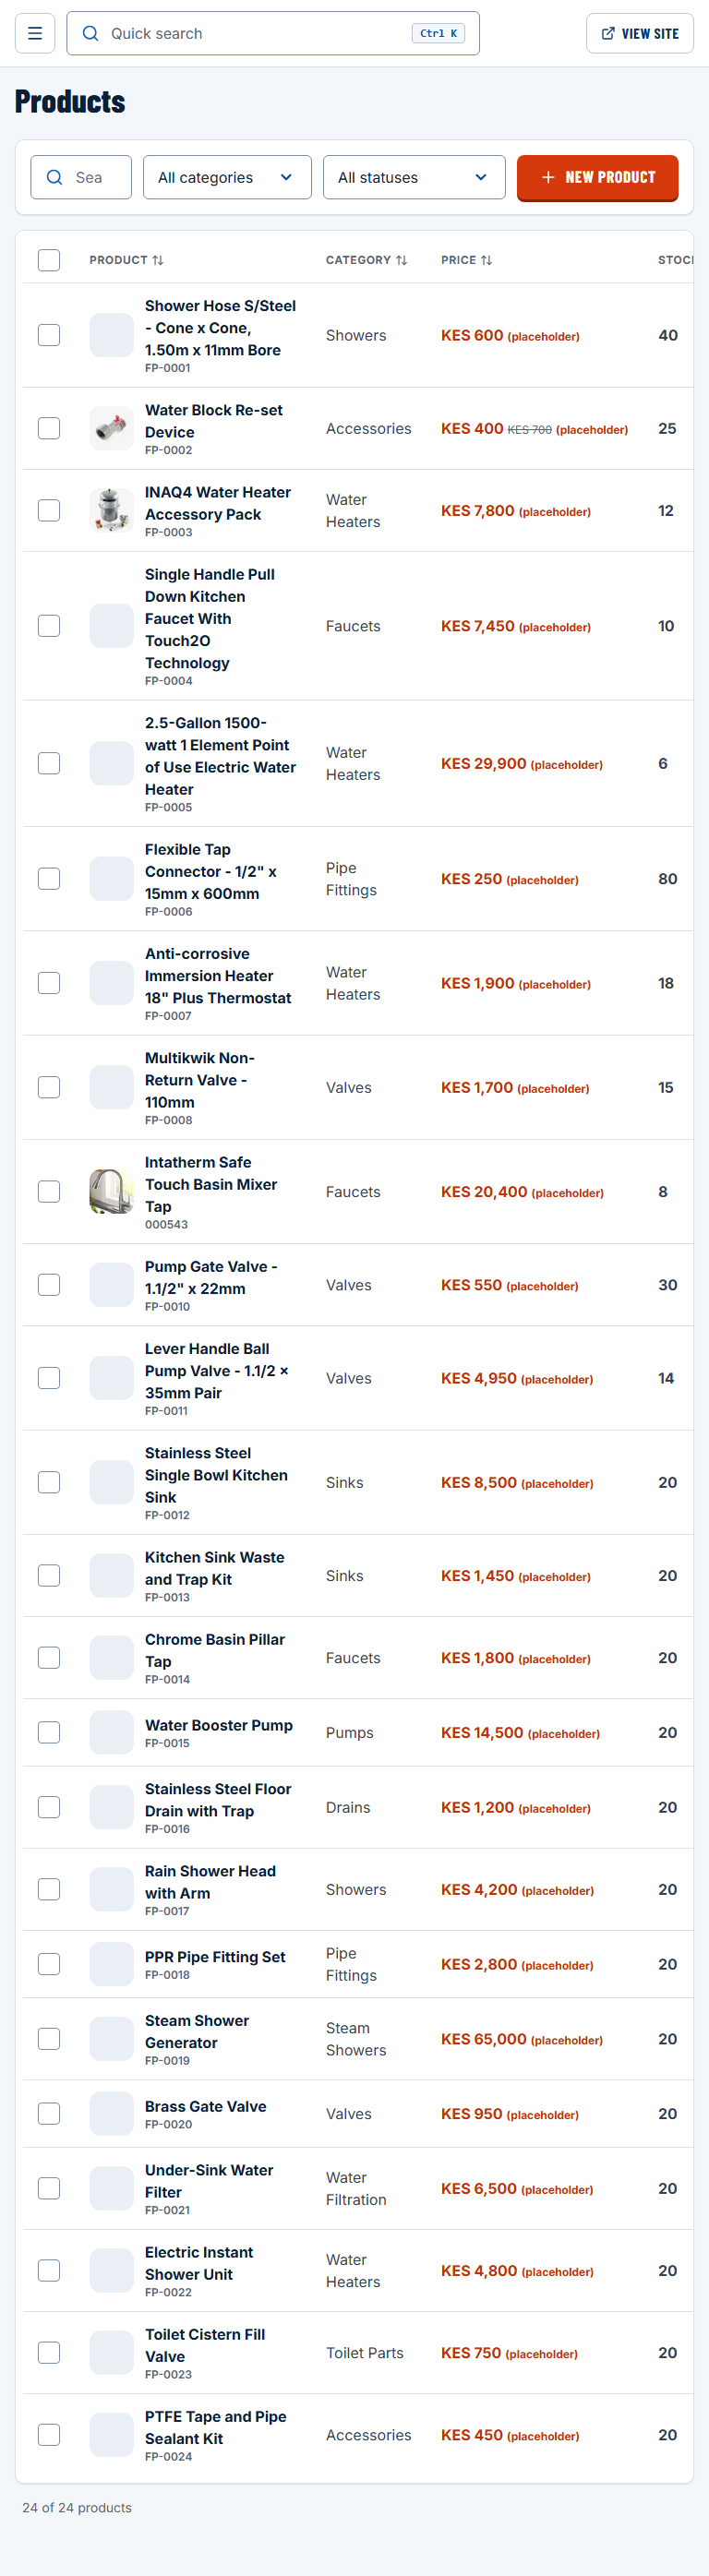 Quick search
Ctrl K
VIEW SITE
Products
Sea
All categories
All statuses
NEW PRODUCT
PRODUCT
CATEGORY
PRICE
STOCK
Shower Hose S/Steel
- Cone x Cone,
1.50m x 11mm Bore
FP-0001
Showers
KES 600 (placeholder)
40
Water Block Re-set
Device
FP-0002
Accessories
KES 400 KES 700 (placeholder)
25
INAQ4 Water Heater
Accessory Pack
FP-0003
Water
Heaters
KES 7,800 (placeholder)
12
Single Handle Pull
Down Kitchen
Faucet With
Touch2O
Technology
FP-0004
Faucets
KES 7,450 (placeholder)
10
2.5-Gallon 1500-
watt 1 Element Point
of Use Electric Water
Heater
FP-0005
Water
Heaters
KES 29,900 (placeholder)
6
Flexible Tap
Connector - 1/2" x
15mm x 600mm
FP-0006
Pipe
Fittings
KES 250 (placeholder)
80
Anti-corrosive
Immersion Heater
18" Plus Thermostat
FP-0007
Water
Heaters
KES 1,900 (placeholder)
18
Multikwik Non-
Return Valve -
110mm
FP-0008
Valves
KES 1,700 (placeholder)
15
Intatherm Safe
Touch Basin Mixer
Tap
000543
Faucets
KES 20,400 (placeholder)
8
Pump Gate Valve -
1.1/2" x 22mm
FP-0010
Valves
KES 550 (placeholder)
30
Lever Handle Ball
Pump Valve - 1.1/2 ×
35mm Pair
FP-0011
Valves
KES 4,950 (placeholder)
14
Stainless Steel
Single Bowl Kitchen
Sink
FP-0012
Sinks
KES 8,500 (placeholder)
20
Kitchen Sink Waste
and Trap Kit
FP-0013
Sinks
KES 1,450 (placeholder)
20
Chrome Basin Pillar
Tap
FP-0014
Faucets
KES 1,800 (placeholder)
20
Water Booster Pump
FP-0015
Pumps
KES 14,500 (placeholder)
20
Stainless Steel Floor
Drain with Trap
FP-0016
Drains
KES 1,200 (placeholder)
20
Rain Shower Head
with Arm
FP-0017
Showers
KES 4,200 (placeholder)
20
PPR Pipe Fitting Set
FP-0018
Pipe
Fittings
KES 2,800 (placeholder)
20
Steam Shower
Generator
FP-0019
Steam
Showers
KES 65,000 (placeholder)
20
Brass Gate Valve
FP-0020
Valves
KES 950 (placeholder)
20
Under-Sink Water
Filter
FP-0021
Water
Filtration
KES 6,500 (placeholder)
20
Electric Instant
Shower Unit
FP-0022
Water
Heaters
KES 4,800 (placeholder)
20
Toilet Cistern Fill
Valve
FP-0023
Toilet Parts
KES 750 (placeholder)
20
PTFE Tape and Pipe
Sealant Kit
FP-0024
Accessories
KES 450 (placeholder)
20
24 of 24 products